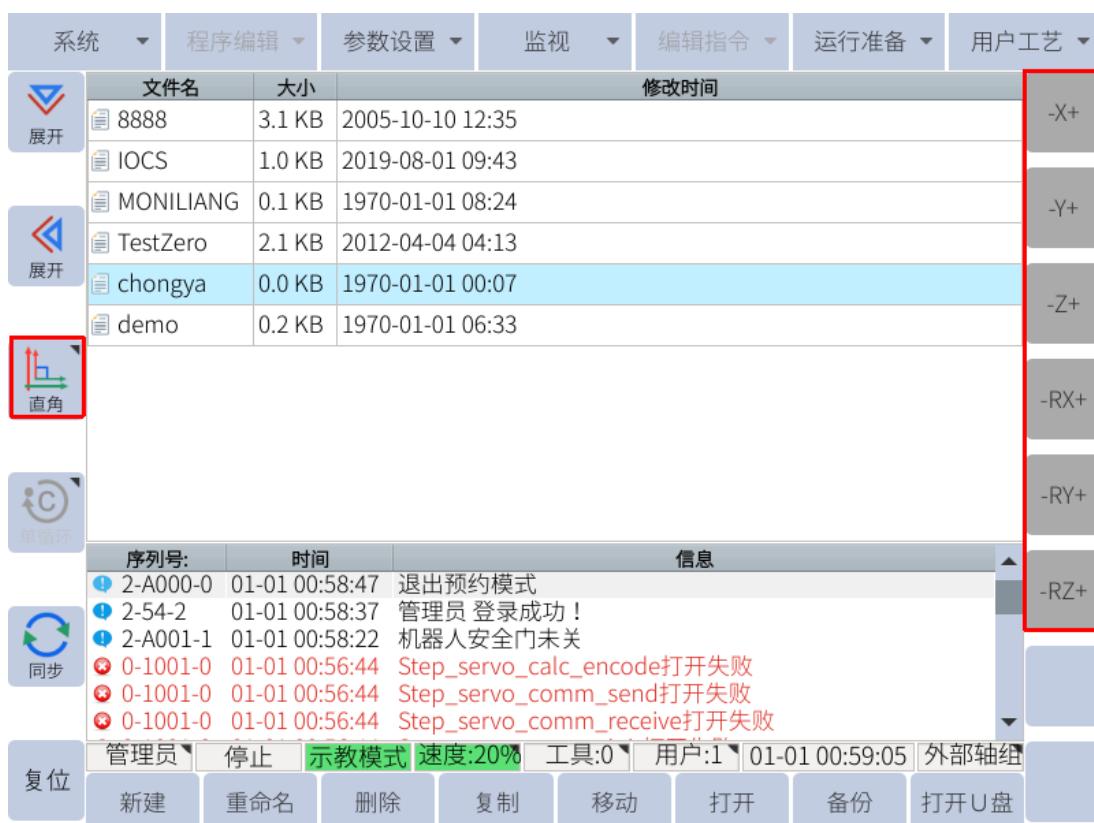 系统 程序编辑 参数设置 监视 编辑指令 运行准备 用户工艺
展开
文件名 大小 修改时间
8888 3.1 KB 2005-10-10 12:35
IOCS 1.0 KB 2019-08-01 09:43
MONILIANG 0.1 KB 1970-01-01 08:24
TestZero 2.1 KB 2012-04-04 04:13
chongya 0.0 KB 1970-01-01 00:07
demo 0.2 KB 1970-01-01 06:33
展开
直角
单循环
同步
复位
-X+
-Y+
-Z+
-RX+
-RY+
-RZ+
序列号: 时间 信息
2-A000-0 01-01 00:58:47 退出预约模式
2-54-2 01-01 00:58:37 管理员 登录成功！
2-A001-1 01-01 00:58:22 机器人安全门未关
0-1001-0 01-01 00:56:44 Step_servo_calc_encode打开失败
0-1001-0 01-01 00:56:44 Step_servo_comm_send打开失败
0-1001-0 01-01 00:56:44 Step_servo_comm_receive打开失败
管理员 停止 示教模式 速度:20% 工具:0 用户:1 01-01 00:59:05 外部轴组
新建 重命名 删除 复制 移动 打开 备份 打开U盘